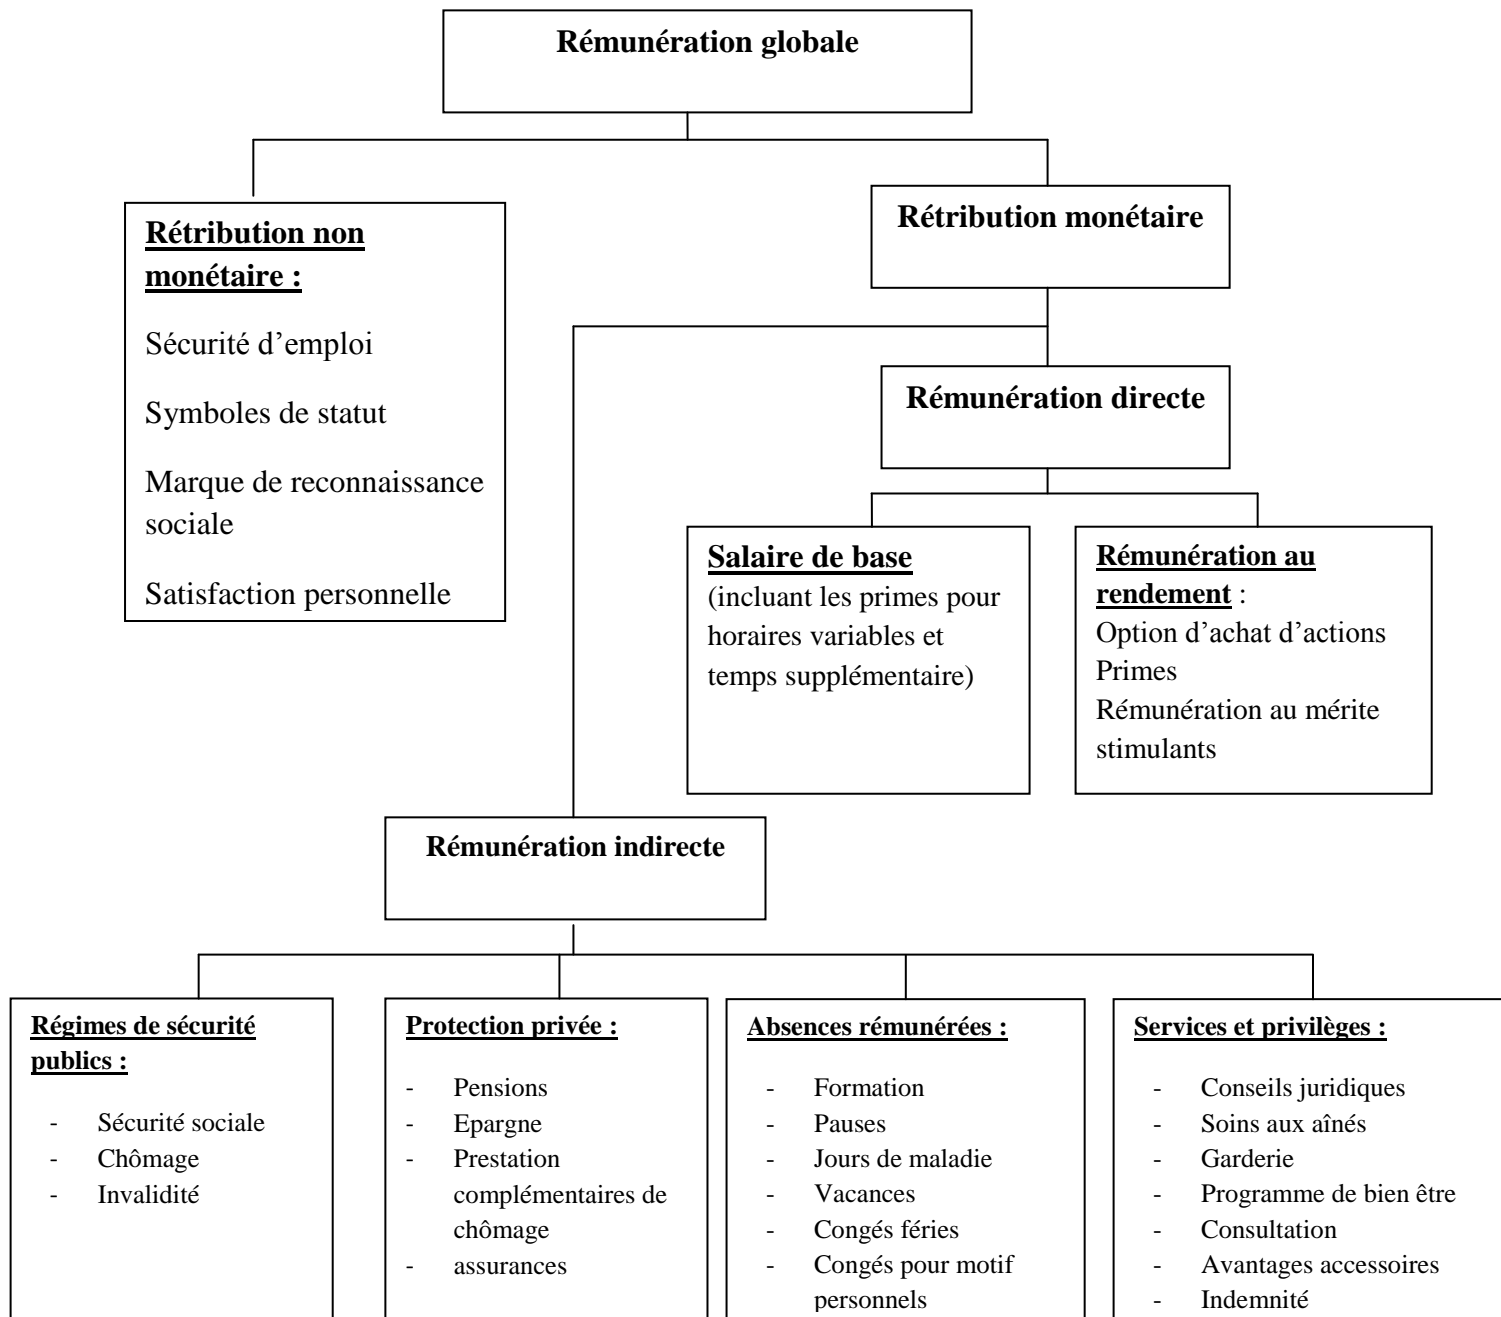 Rémunération globale
Rétribution non
monétaire :
Sécurité d’emploi
Symboles de statut
Marque de reconnaissance
sociale
Satisfaction personnelle
Rétribution monétaire
Rémunération directe
Salaire de base
(incluant les primes pour
horaires variables et
temps supplémentaire)
Rémunération au
rendement :
Option d’achat d’actions
Primes
Rémunération au mérite
stimulants
Rémunération indirecte
Régimes de sécurité
publics :
- Sécurité sociale
- Chômage
- Invalidité
Protection privée :
- Pensions
- Epargne
- Prestation
complémentaires de
chômage
- assurances
Absences rémunérées :
- Formation
- Pauses
- Jours de maladie
- Vacances
- Congés féries
- Congés pour motif
personnels
Services et privilèges :
- Conseils juridiques
- Soins aux aînés
- Garderie
- Programme de bien être
- Consultation
- Avantages accessoires
- Indemnité